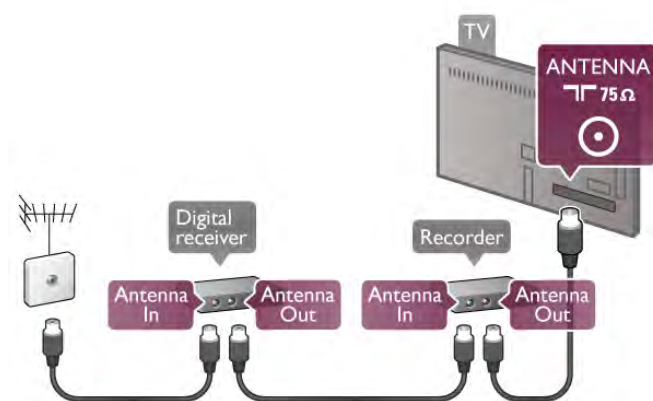 TV
ANTENNA
75 Ω
Digital
receiver
Recorder
Antenna
In
Antenna
Out
Antenna
In
Antenna
Out